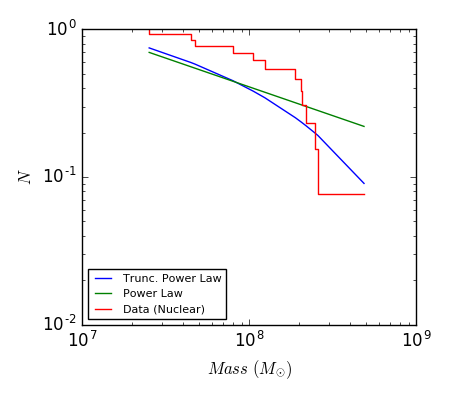 10^0
10^{-1}
10^{-2}
N
Trunc. Power Law
Power Law
Data (Nuclear)
10^7
10^8
10^9
Mass (M_⊙)